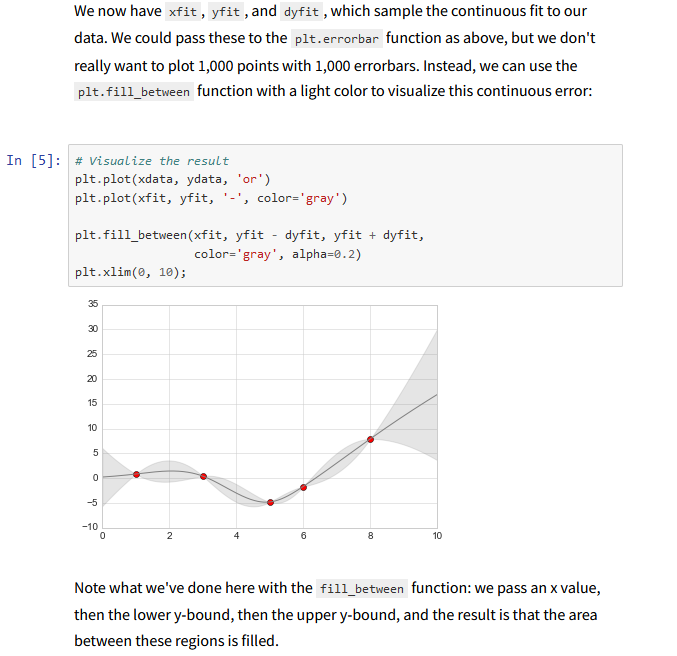 We now have xfit , yfit , and dyfit , which sample the continuous fit to our
data. We could pass these to the plt.errorbar function as above, but we don't
really want to plot 1,000 points with 1,000 errorbars. Instead, we can use the
plt.fill_between function with a light color to visualize this continuous error:
In [5]: # Visualize the result
plt.plot(xdata, ydata, 'or')
plt.plot(xfit, yfit, '-', color='gray')
plt.fill_between(xfit, yfit - dyfit, yfit + dyfit,
color='gray', alpha=0.2)
plt.xlim(0, 10);
35
30
25
20
15
10
5
0
−5
−10
0 2 4 6 8 10
Note what we've done here with the fill_between function: we pass an x value,
then the lower y-bound, then the upper y-bound, and the result is that the area
between these regions is filled.